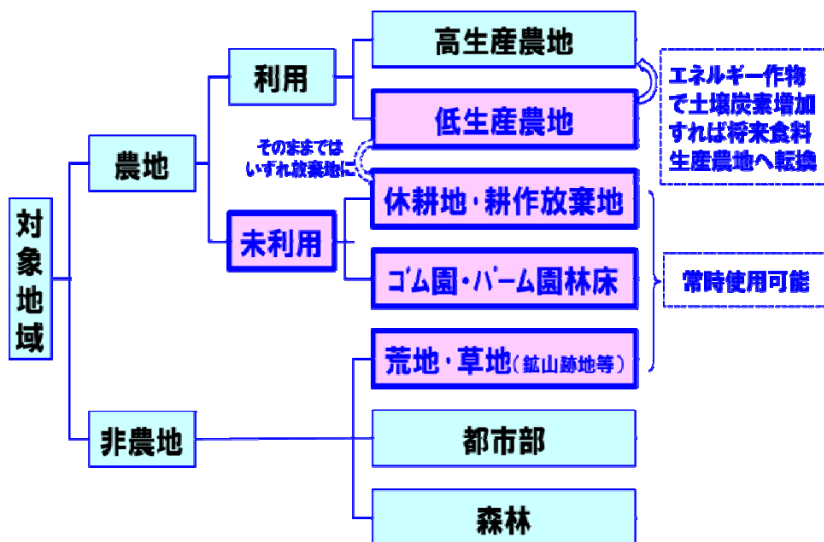 高生産農地
利用
エネルギー作物
で土壌炭素増加
すれば将来食料
生産農地へ転換
低生産農地
そのままでは
いずれ放棄地に
農地
休耕地・耕作放棄地
未利用
対象地域
ゴム園・パーム園林床
常時使用可能
荒地・草地(鉱山跡地等)
非農地
都市部
森林